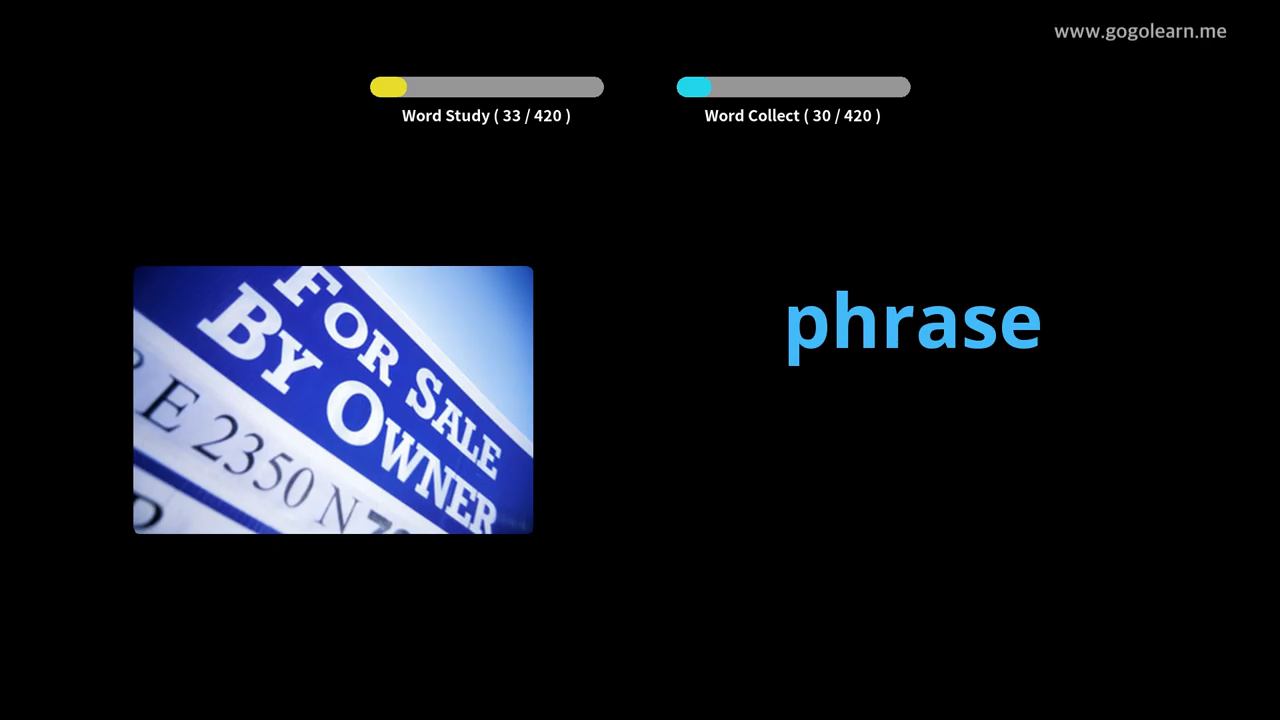 www.gogolearn.me
Word Study ( 33 / 420 )
Word Collect ( 30 / 420 )
FOR SALE
BY OWNER
E 2350 N
phrase